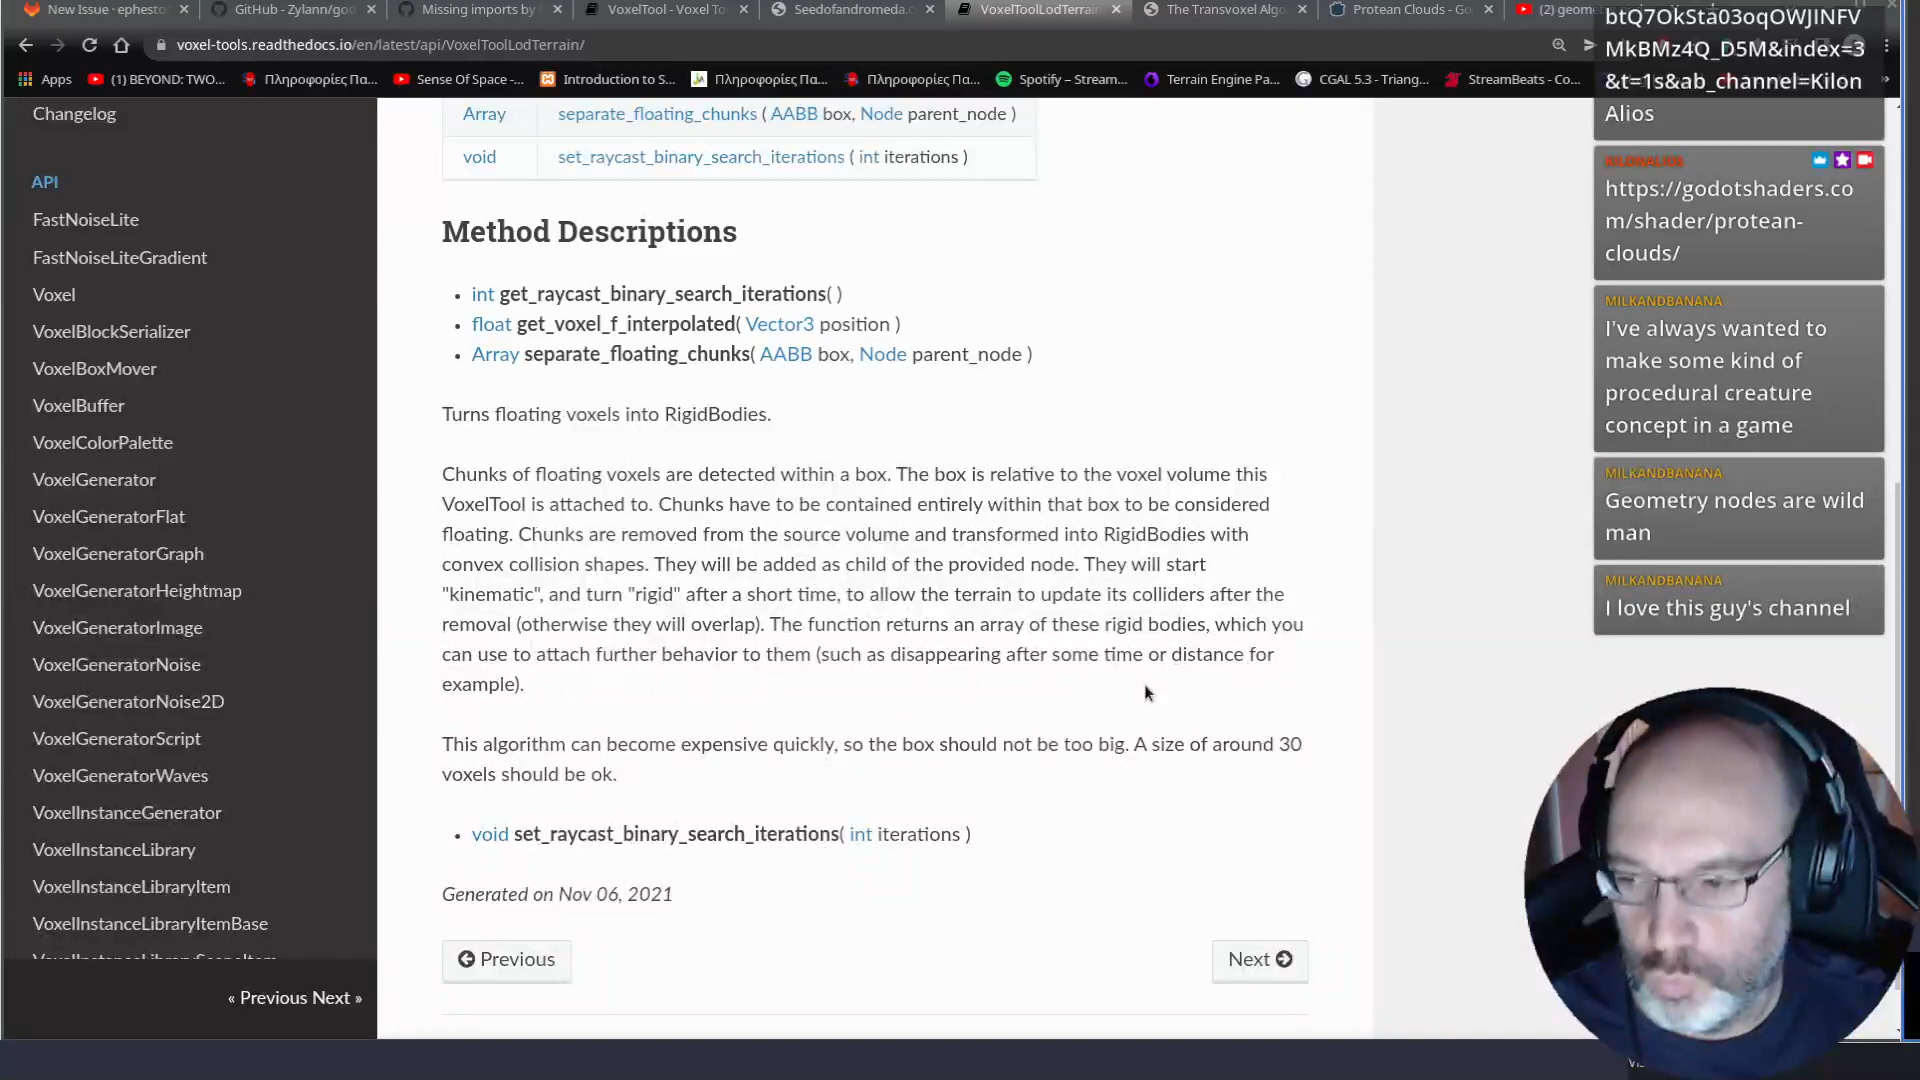 New Issue · ephesto
GitHub - Zylann/god
Missing imports by
VoxelTool - Voxel To
Seedofandromeda.c
VoxelToolLodTerrain
The Transvoxel Algo
Protean Clouds - Go
(2) geome
voxel-tools.readthedocs.io/en/latest/api/VoxelToolLodTerrain/
Apps
(1) BEYOND: TWO...
Πληροφορίες Πα...
Sense Of Space -...
Introduction to S...
Πληροφορίες Πα...
Πληροφορίες Πα...
Spotify – Stream...
Terrain Engine Pa...
CGAL 5.3 - Triang...
StreamBeats - Co...
Changelog
API
FastNoiseLite
FastNoiseLiteGradient
Voxel
VoxelBlockSerializer
VoxelBoxMover
VoxelBuffer
VoxelColorPalette
VoxelGenerator
VoxelGeneratorFlat
VoxelGeneratorGraph
VoxelGeneratorHeightmap
VoxelGeneratorImage
VoxelGeneratorNoise
VoxelGeneratorNoise2D
VoxelGeneratorScript
VoxelGeneratorWaves
VoxelInstanceGenerator
VoxelInstanceLibrary
VoxelInstanceLibraryItem
VoxelInstanceLibraryItemBase
« Previous Next »
Array separate_floating_chunks ( AABB box, Node parent_node )
void set_raycast_binary_search_iterations ( int iterations )
Method Descriptions
• int get_raycast_binary_search_iterations( )
• float get_voxel_f_interpolated( Vector3 position )
• Array separate_floating_chunks( AABB box, Node parent_node )
Turns floating voxels into RigidBodies.
Chunks of floating voxels are detected within a box. The box is relative to the voxel volume this
VoxelTool is attached to. Chunks have to be contained entirely within that box to be considered
floating. Chunks are removed from the source volume and transformed into RigidBodies with
convex collision shapes. They will be added as child of the provided node. They will start
"kinematic", and turn "rigid" after a short time, to allow the terrain to update its colliders after the
removal (otherwise they will overlap). The function returns an array of these rigid bodies, which you
can use to attach further behavior to them (such as disappearing after some time or distance for
example).
This algorithm can become expensive quickly, so the box should not be too big. A size of around 30
voxels should be ok.
• void set_raycast_binary_search_iterations( int iterations )
Generated on Nov 06, 2021
Previous
Next
btQ7OkSta03oqOWJINFV
MkBMz4Q_D5M&index=3
&t=1s&ab_channel=Kilon
Alios
KILONALIOS
https://godotshaders.co
m/shader/protean-
clouds/
MILKANDBANANA
I've always wanted to
make some kind of
procedural creature
concept in a game
MILKANDBANANA
Geometry nodes are wild
man
MILKANDBANANA
I love this guy's channel